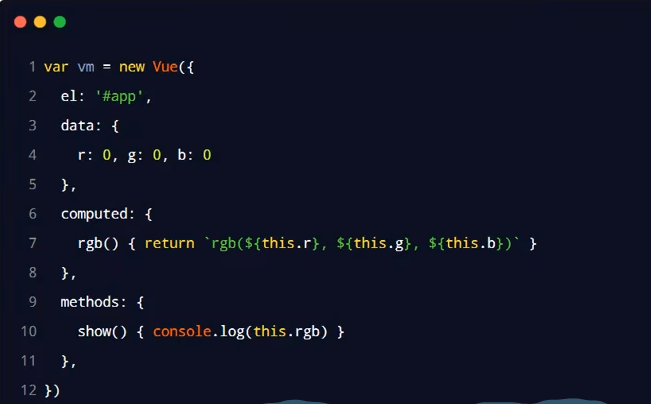 1 var vm = new Vue({
2   el: '#app',
3   data: {
4     r: 0, g: 0, b: 0
5   },
6   computed: {
7     rgb() { return `rgb(${this.r}, ${this.g}, ${this.b})` }
8   },
9   methods: {
10     show() { console.log(this.rgb) }
11   },
12 })